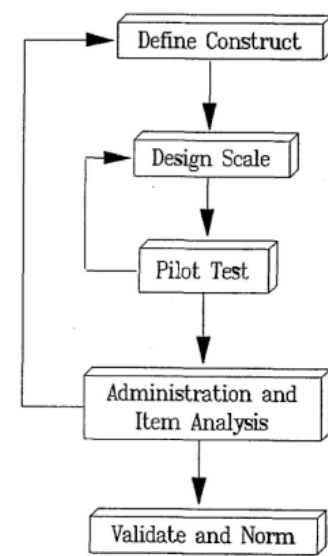 Define Construct
Design Scale
Pilot Test
Administration and
Item Analysis
Validate and Norm